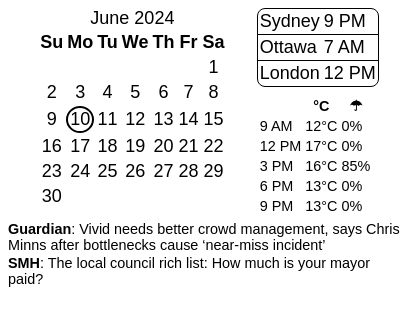 June 2024
Su Mo Tu We Th Fr Sa
1
2 3 4 5 6 7 8
9 10 11 12 13 14 15
16 17 18 19 20 21 22
23 24 25 26 27 28 29
30
Sydney 9 PM
Ottawa 7 AM
London 12 PM
°C ☂
9 AM 12°C 0%
12 PM 17°C 0%
3 PM 16°C 85%
6 PM 13°C 0%
9 PM 13°C 0%
Guardian: Vivid needs better crowd management, says Chris
Minns after bottlenecks cause ‘near-miss incident’
SMH: The local council rich list: How much is your mayor
paid?